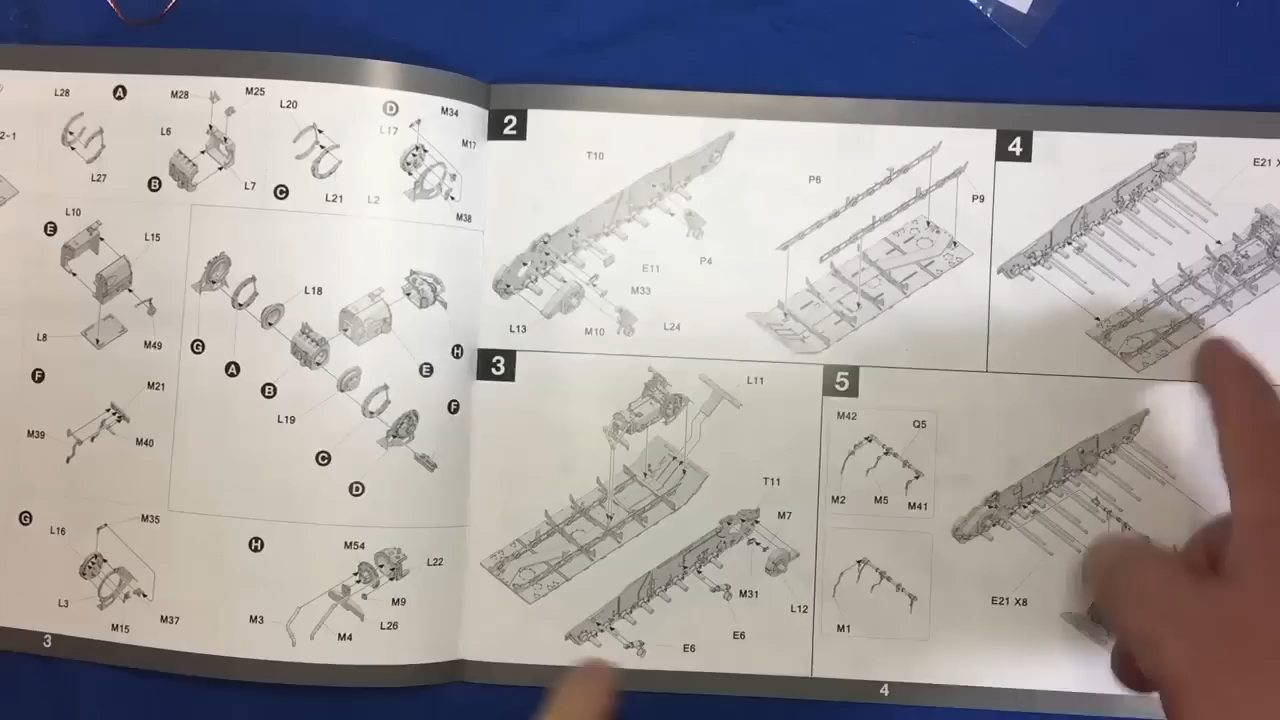 L28
A
M28
M25
L20
D
M34
2-1
L6
L17
M17
L27
B
L7
C
L21
L2
M38
L10
E
L15
L18
L8
M49
G
A
B
E
H
F
M21
L19
F
M39
M40
C
D
G
M35
L16
H
M54
L22
L3
M3
M9
L26
M15
M37
M4
3
2
T10
P6
P9
E11
P4
M33
L13
M10
L24
4
E21 X
3
L11
T11
M7
M31
L12
E6
E6
5
M42
Q5
M2
M5
M41
M1
E21 X8
4